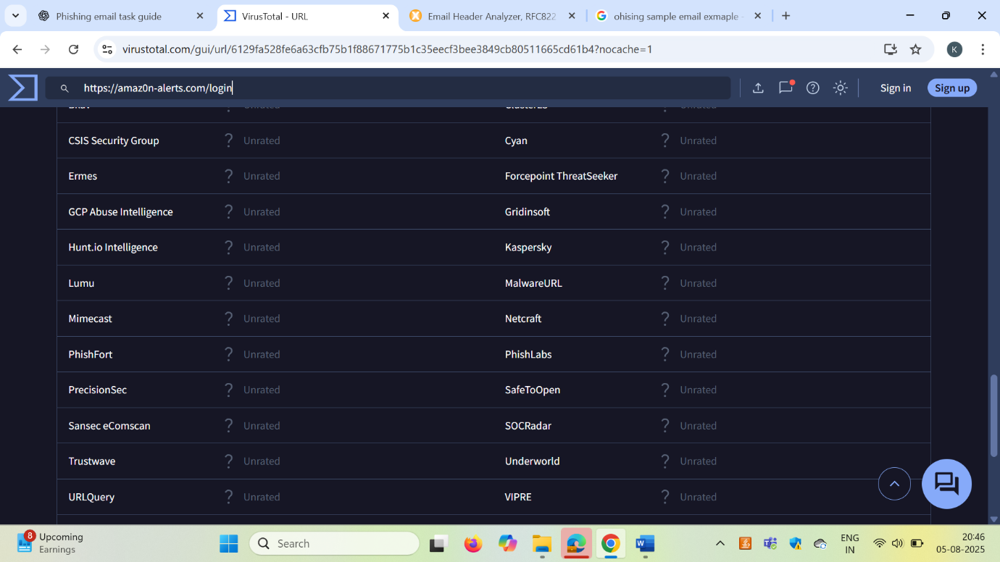 Phishing email task guide
VirusTotal - URL
Email Header Analyzer, RFC822
ohising sample email exmaple -
virustotal.com/gui/url/6129fa528fe6a63cfb75b1f88671775b1c35eecf3bee3849cb80511665cd61b4?nocache=1
K
https://amaz0n-alerts.com/login
Sign in
Sign up
CSIS Security Group ? Unrated Cyan ? Unrated
Ermes ? Unrated Forcepoint ThreatSeeker ? Unrated
GCP Abuse Intelligence ? Unrated Gridinsoft ? Unrated
Hunt.io Intelligence ? Unrated Kaspersky ? Unrated
Lumu ? Unrated MalwareURL ? Unrated
Mimecast ? Unrated Netcraft ? Unrated
PhishFort ? Unrated PhishLabs ? Unrated
PrecisionSec ? Unrated SafeToOpen ? Unrated
Sansec eComscan ? Unrated SOCRadar ? Unrated
Trustwave ? Unrated Underworld ? Unrated
URLQuery ? Unrated VIPRE ? Unrated
8
Upcoming
Earnings
Search
ENG
IN
20:46
05-08-2025